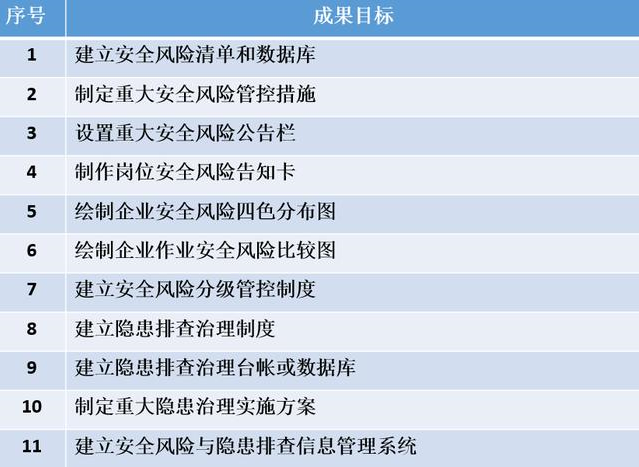 序号 成果目标
1 建立安全风险清单和数据库
2 制定重大安全风险管控措施
3 设置重大安全风险公告栏
4 制作岗位安全风险告知卡
5 绘制企业安全风险四色分布图
6 绘制企业作业安全风险比较图
7 建立安全风险分级管控制度
8 建立隐患排查治理制度
9 建立隐患排查治理台帐或数据库
10 制定重大隐患治理实施方案
11 建立安全风险与隐患排查信息管理系统